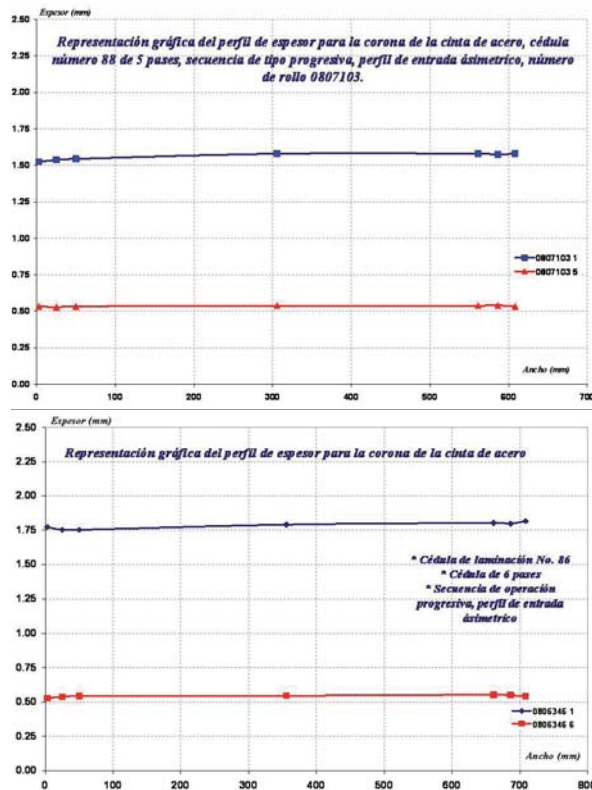 Espesor (mm)
2.50
Representación gráfica del perfil de espesor para la corona de la cinta de acero, cédula
número 88 de 5 pases, secuencia de tipo progresiva, perfil de entrada ásimetrico, número
de rollo 0807103.
2.25
2.00
1.75
1.50
1.25
1.00
0.75
0.50
0.25
0.00
0807103 1
0807103 5
Ancho (mm)
0 100 200 300 400 500 600 700
Espesor (mm)
2.50
Representación gráfica del perfil de espesor para la corona de la cinta de acero
2.25
2.00
1.75
1.50
1.25
1.00
0.75
0.50
0.25
0.00
* Cédula de laminación No. 86
* Cédula de 6 pases
* Secuencia de operación
progresiva, perfil de entrada
ásimetrico
Ancho (mm)
0 100 200 300 400 500 600 700 800